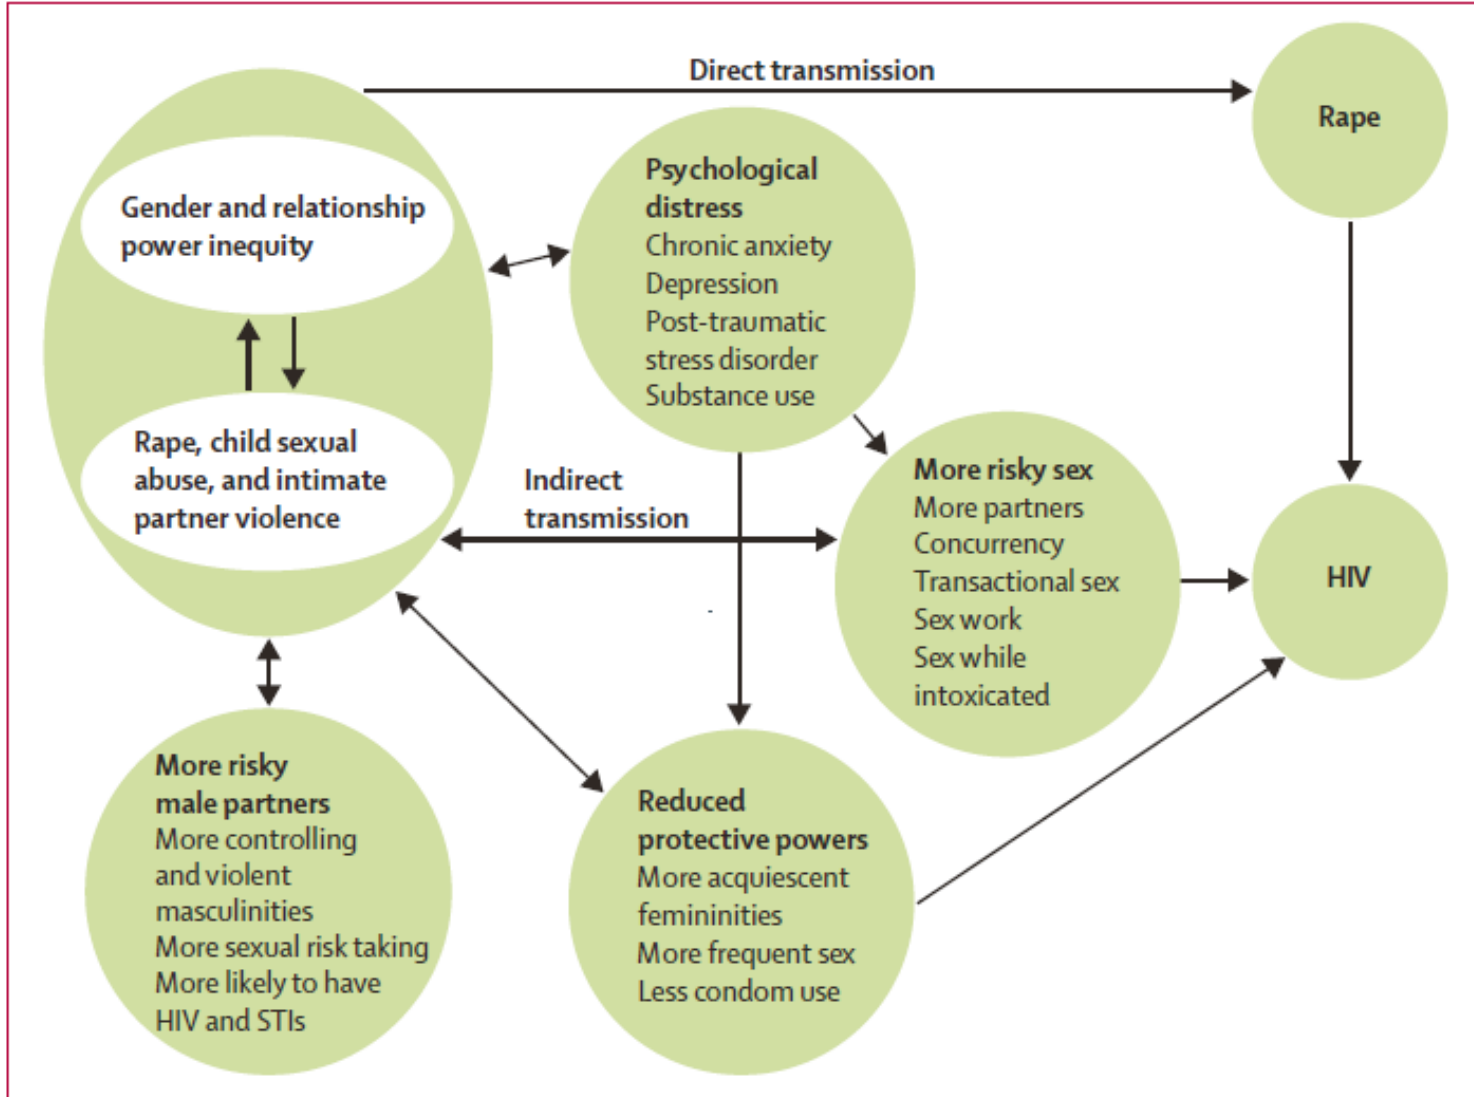 Direct transmission
Rape
Gender and relationship
power inequity
Psychological
distress
Chronic anxiety
Depression
Post-traumatic
stress disorder
Substance use
Rape, child sexual
abuse, and intimate
partner violence
Indirect
transmission
More risky sex
More partners
Concurrency
Transactional sex
Sex work
Sex while
intoxicated
HIV
More risky
male partners
More controlling
and violent
masculinities
More sexual risk taking
More likely to have
HIV and STIs
Reduced
protective powers
More acquiescent
femininities
More frequent sex
Less condom use